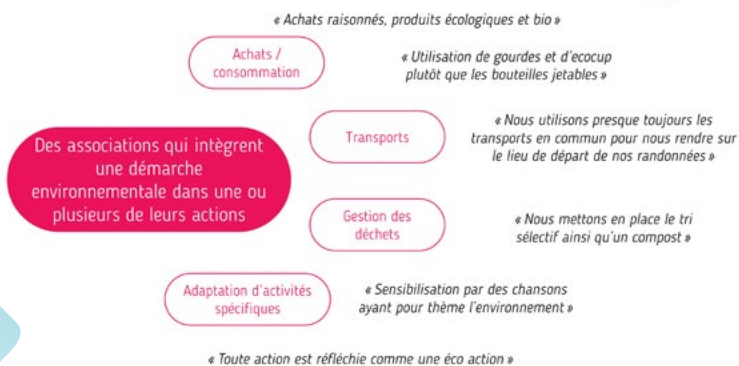 « Achats raisonnés, produits écologiques et bio »
Achats /
consommation
« Utilisation de gourdes et d'ecocup
plutôt que les bouteilles jetables »
Des associations qui intègrent
une démarche
environnementale dans une ou
plusieurs de leurs actions
Transports
« Nous utilisons presque toujours les
transports en commun pour nous rendre sur
le lieu de départ de nos randonnées »
Gestion des
déchets
« Nous mettons en place le tri
sélectif ainsi qu'un compost »
Adaptation d'activités
spécifiques
« Sensibilisation par des chansons
ayant pour thème l'environnement »
« Toute action est réfléchie comme une éco action »